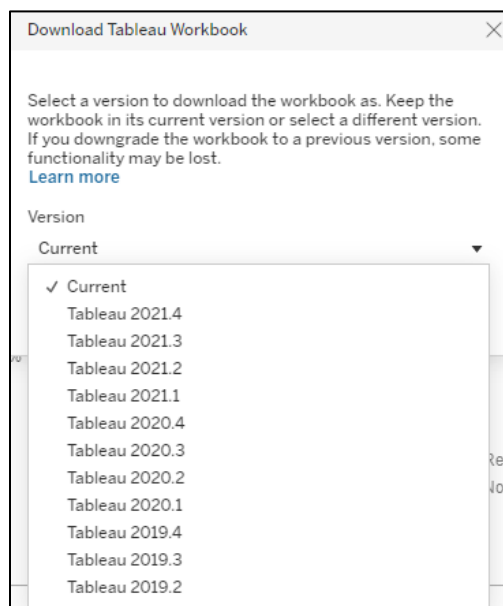 Download Tableau Workbook
Select a version to download the workbook as. Keep the
workbook in its current version or select a different version.
If you downgrade the workbook to a previous version, some
functionality may be lost.
Learn more
Version
Current
✓ Current
Tableau 2021.4
Tableau 2021.3
Tableau 2021.2
Tableau 2021.1
Tableau 2020.4
Tableau 2020.3
Tableau 2020.2
Tableau 2020.1
Tableau 2019.4
Tableau 2019.3
Tableau 2019.2